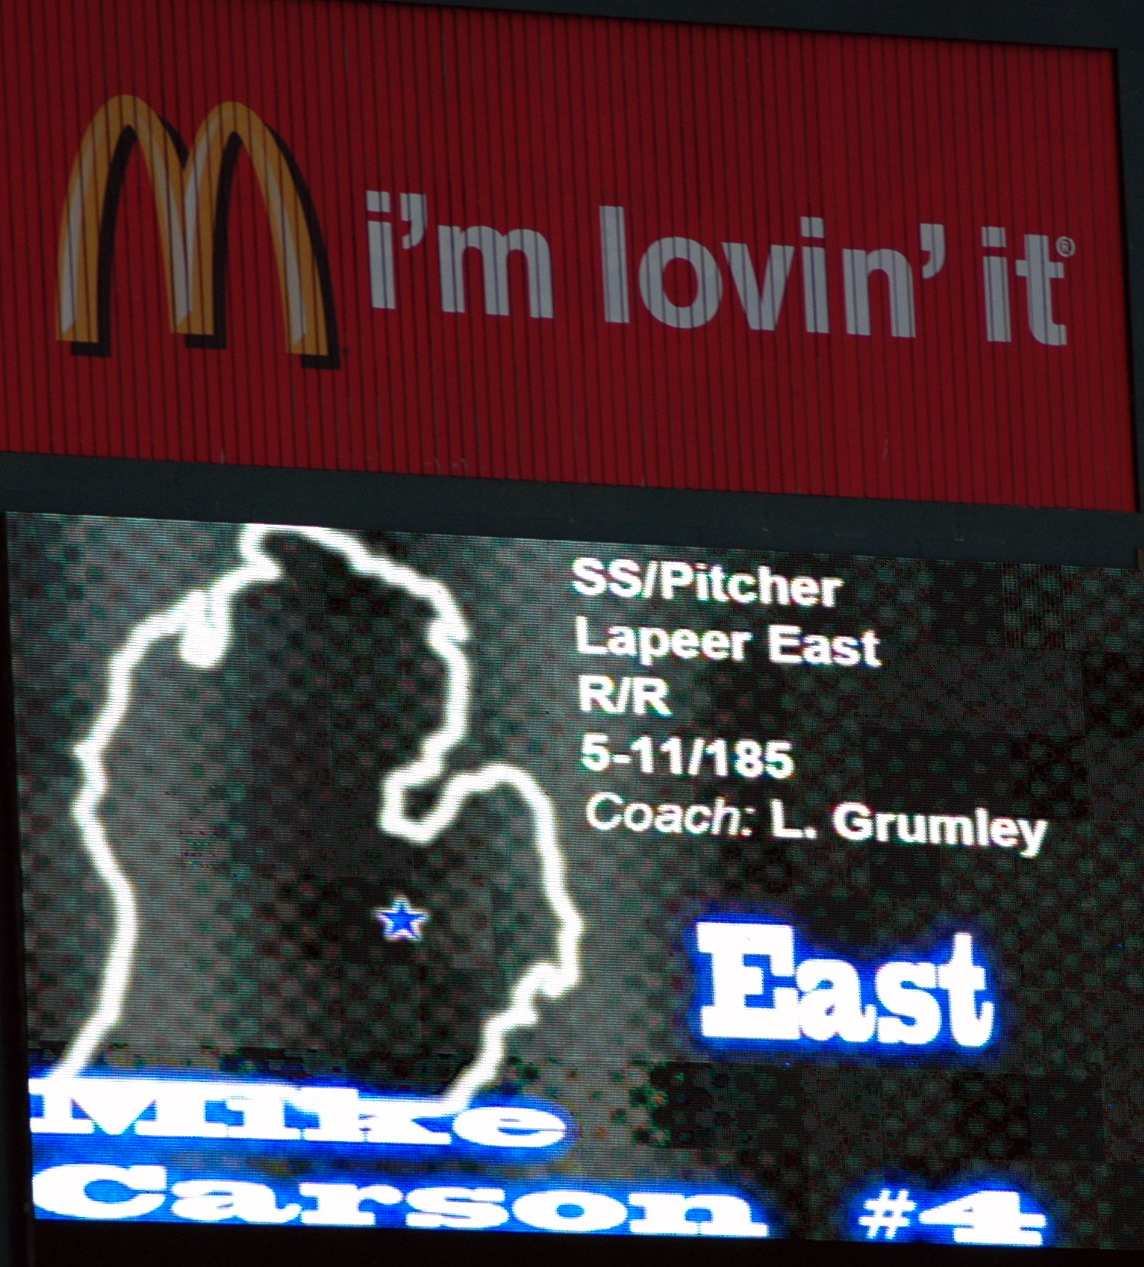 i'm lovin' it®
SS/Pitcher
Lapeer East
R/R
5-11/185
Coach: L. Grumley
East
Mike
Carson #4